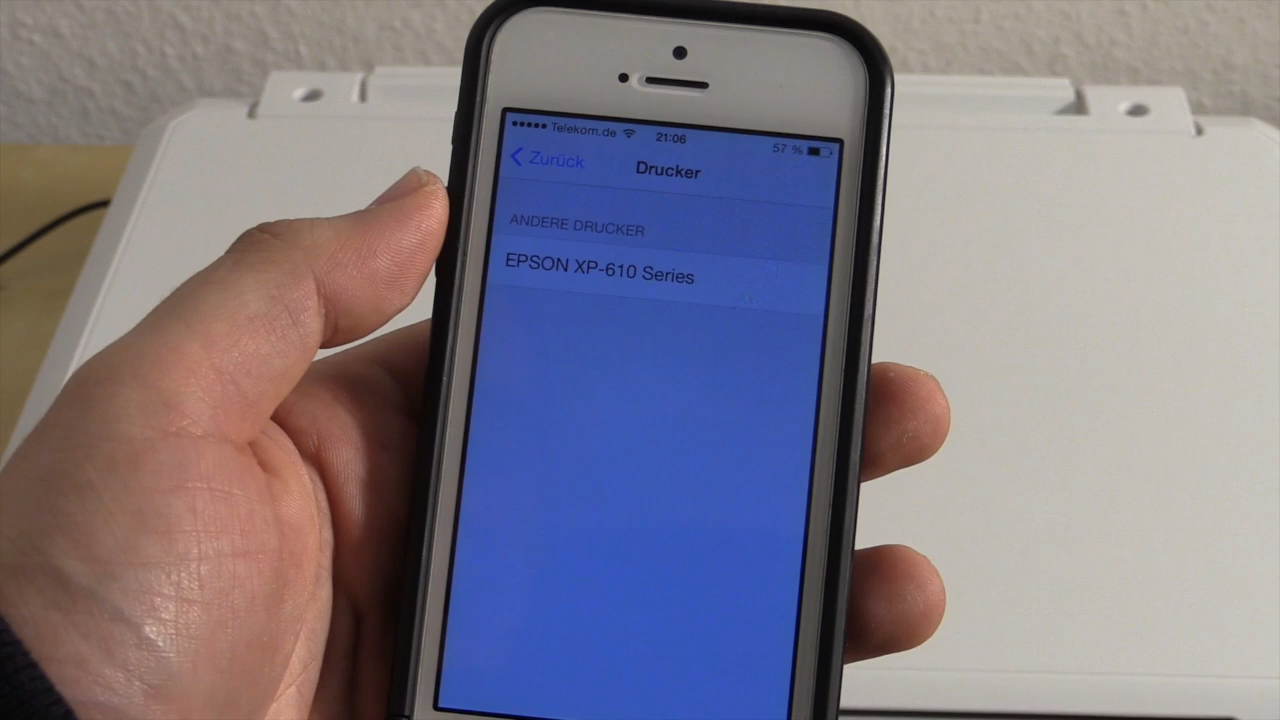 ●●●●● Telekom.de 21:06 57 %
Zurück Drucker
ANDERE DRUCKER
EPSON XP-610 Series